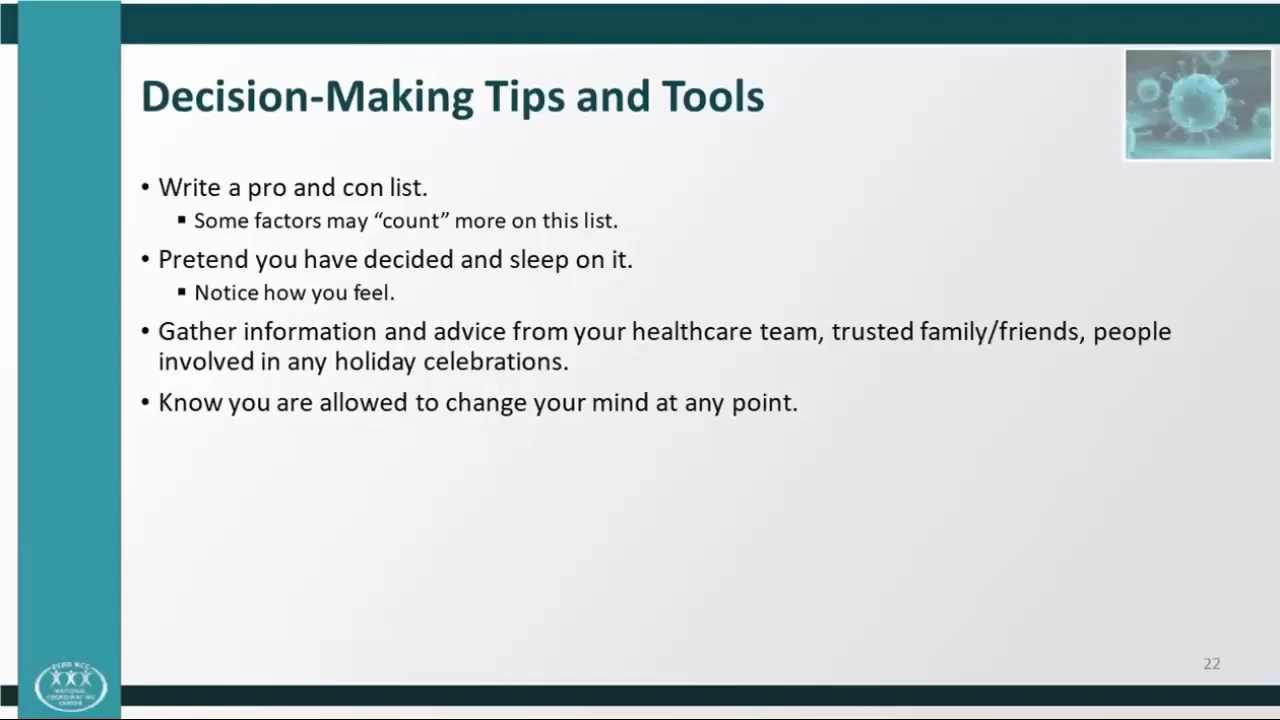 Decision-Making Tips and Tools
• Write a pro and con list.
▪ Some factors may “count” more on this list.
• Pretend you have decided and sleep on it.
▪ Notice how you feel.
• Gather information and advice from your healthcare team, trusted family/friends, people
involved in any holiday celebrations.
• Know you are allowed to change your mind at any point.
22
NATIONAL
CENTER